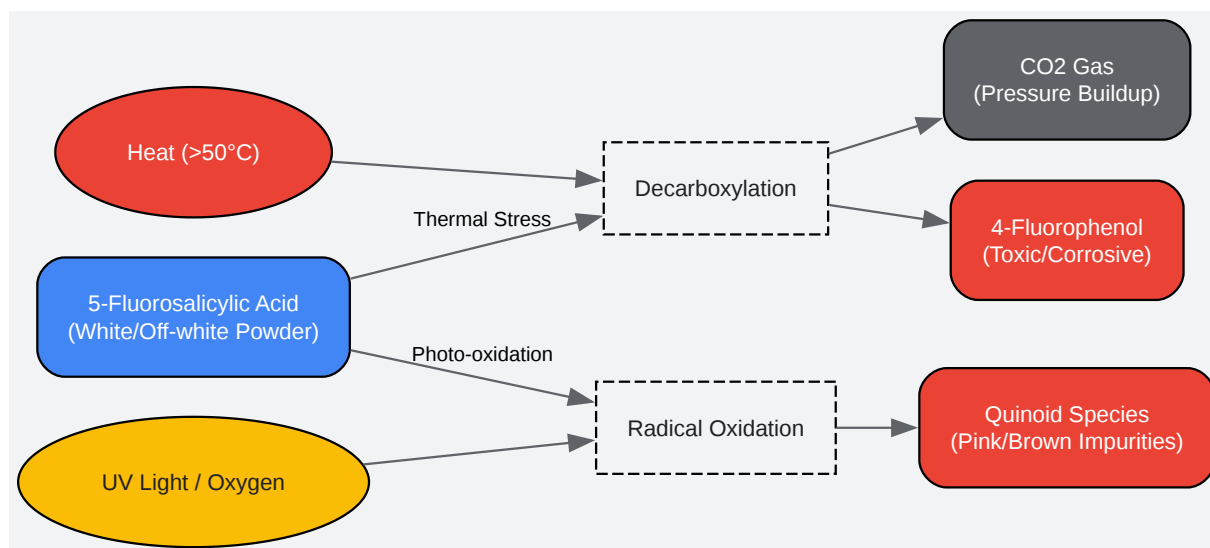 CO2 Gas
(Pressure Buildup)
Heat (>50°C)
Decarboxylation
Thermal Stress
4-Fluorophenol
(Toxic/Corrosive)
5-Fluorosalicylic Acid
(White/Off-white Powder)
Photo-oxidation
Radical Oxidation
Quinoid Species
(Pink/Brown Impurities)
UV Light / Oxygen